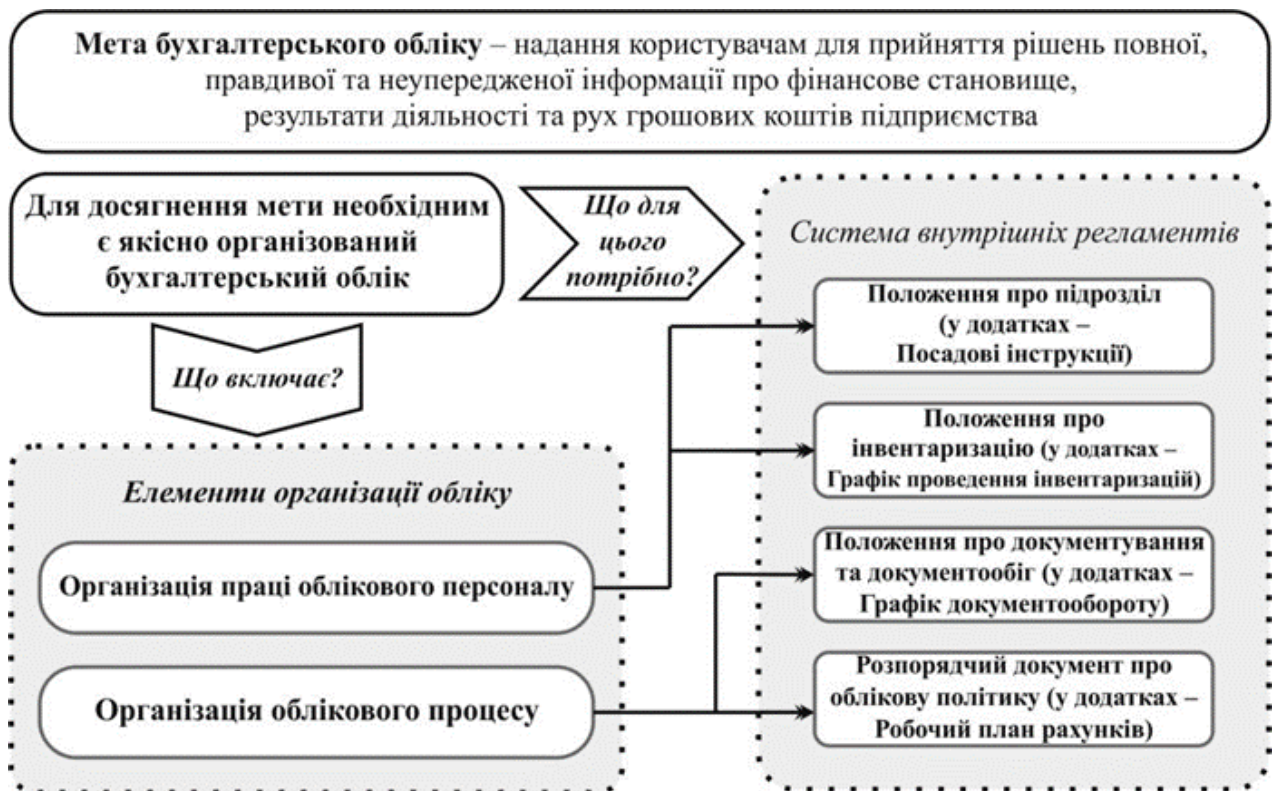 Мета бухгалтерського обліку – надання користувачам для прийняття рішень повної,
правдивої та неупередженої інформації про фінансове становище,
результати діяльності та рух грошових коштів підприємства
Для досягнення мети необхідним
є якісно організований
бухгалтерський облік
Що для
цього
потрібно?
Що включає?
Елементи організації обліку
Організація праці облікового персоналу
Організація облікового процесу
Система внутрішніх регламентів
Положення про підрозділ
(у додатках –
Посадові інструкції)
Положення про
інвентаризацію (у додатках –
Графік проведення інвентаризацій)
Положення про документування
та документообіг (у додатках –
Графік документообороту)
Розпорядчий документ про
облікову політику (у додатках –
Робочий план рахунків)